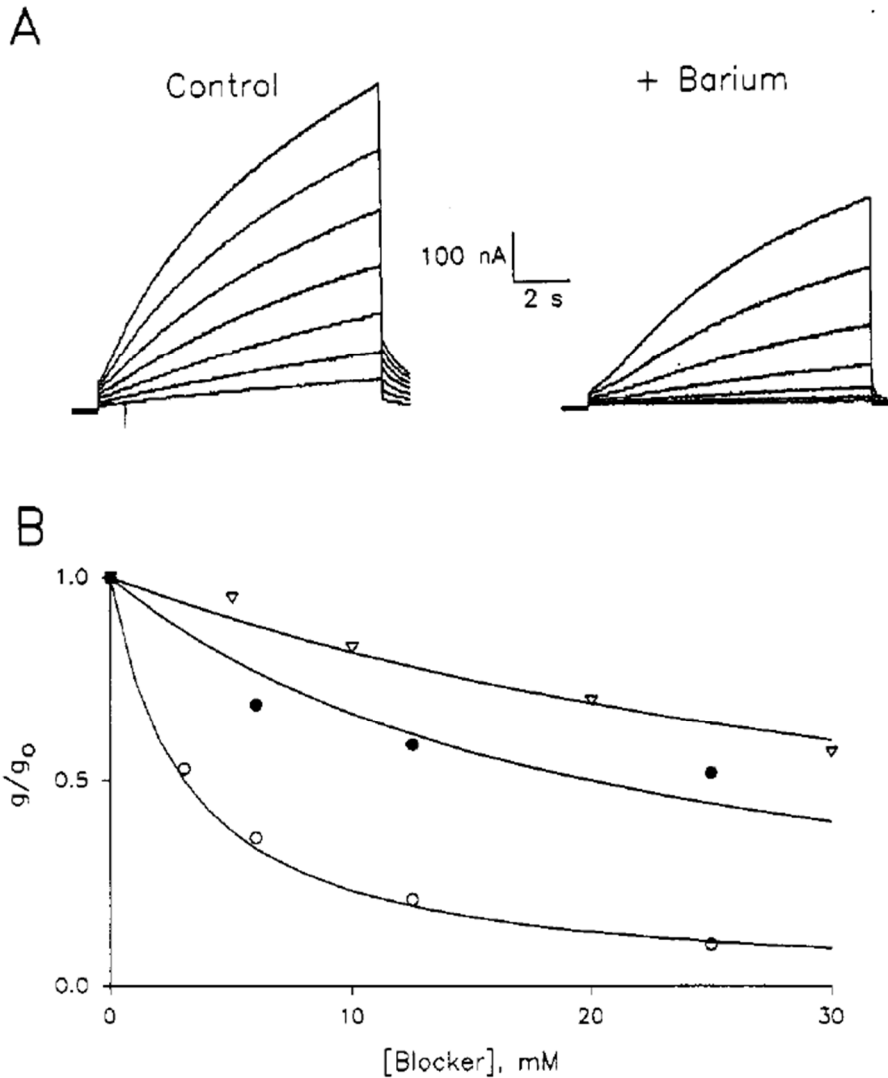 A
Control
+ Barium
100 nA
2 s
B
1.0
0.5
0.0
g/g₀
0
10
20
30
[Blocker], mM